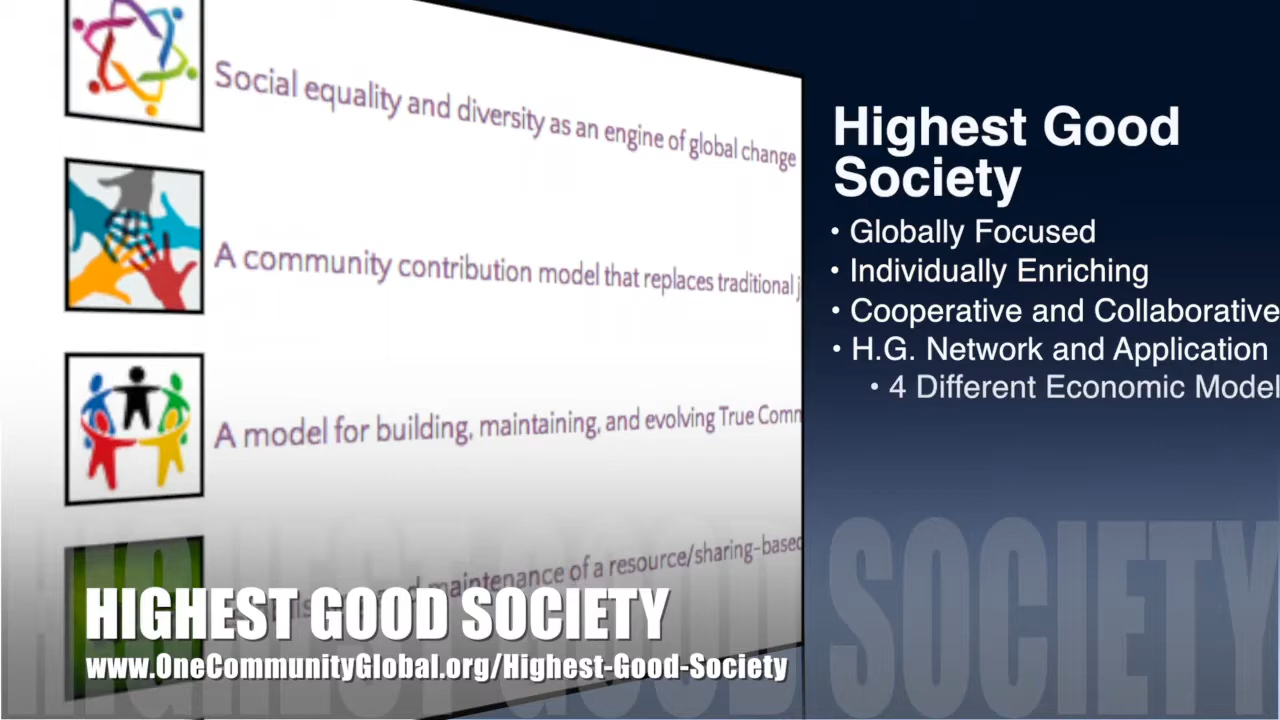 Social equality and diversity as an engine of global change
A community contribution model that replaces traditional
A model for building, maintaining, and evolving True
maintenance of a resource/sharing-based
Highest Good
Society
• Globally Focused
• Individually Enriching
• Cooperative and Collaborative
• H.G. Network and Application
• 4 Different Economic Model
HIGHEST GOOD SOCIETY
HIGHEST GOOD SOCIETY
www.OneCommunityGlobal.org/Highest-Good-Society